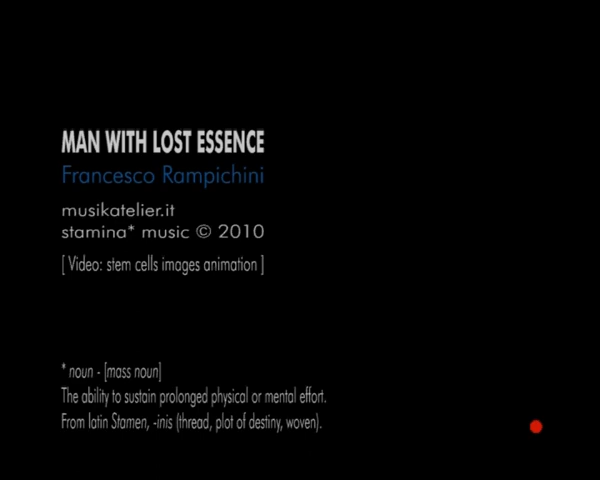 MAN WITH LOST ESSENCE
Francesco Rampichini
musikatelier.it
stamina* music © 2010
[ Video: stem cells images animation ]
* noun - [mass noun]
The ability to sustain prolonged physical or mental effort.
From latin Stamen, -inis (thread, plot of destiny, woven).